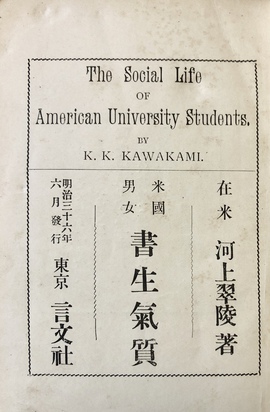 The Social Life
OF
American University Students.
BY
K. K. KAWAKAMI.
在米 河上翠陵著
米國
男女
書生氣質
明治三十六年
六月發行
東京 言文社